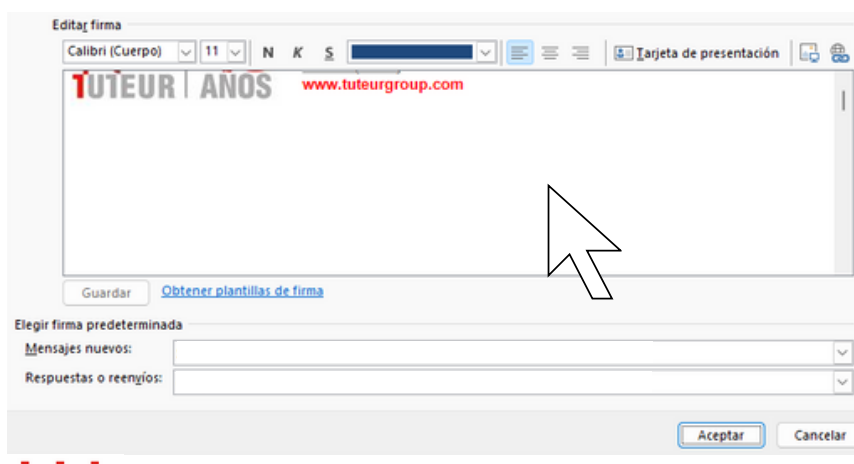 Editar firma
Calibri (Cuerpo) 11 N K S Tarjeta de presentación
TUTEUR AÑOS www.tuteurgroup.com
Guardar Obtener plantillas de firma
Elegir firma predeterminada
Mensajes nuevos:
Respuestas o reenvíos:
Aceptar Cancelar